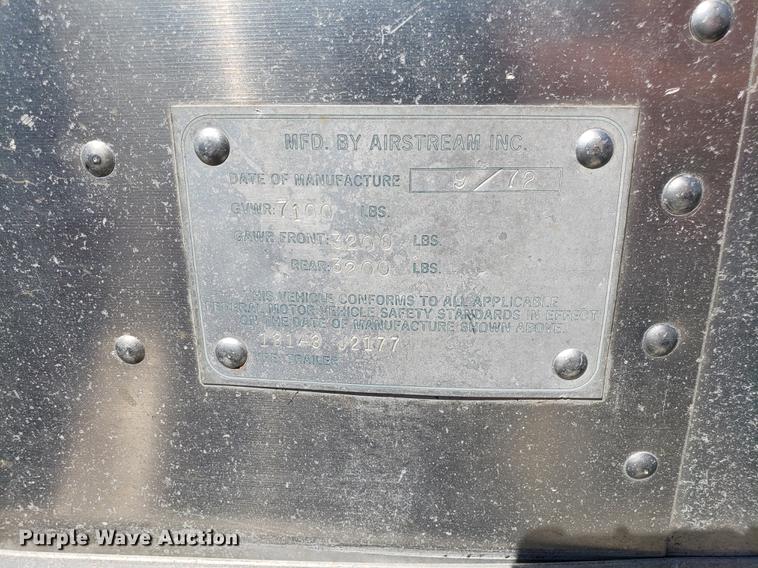 MFD. BY AIRSTREAM INC.
DATE OF MANUFACTURE 9/72
GVWR: 7100 LBS.
GAWR FRONT: 3200 LBS.
REAR: 3200 LBS.
THIS VEHICLE CONFORMS TO ALL APPLICABLE
FEDERAL MOTOR VEHICLE SAFETY STANDARDS IN EFFECT
ON THE DATE OF MANUFACTURE SHOWN ABOVE.
J2177
TYPE: TRAILER
Purple Wave Auction